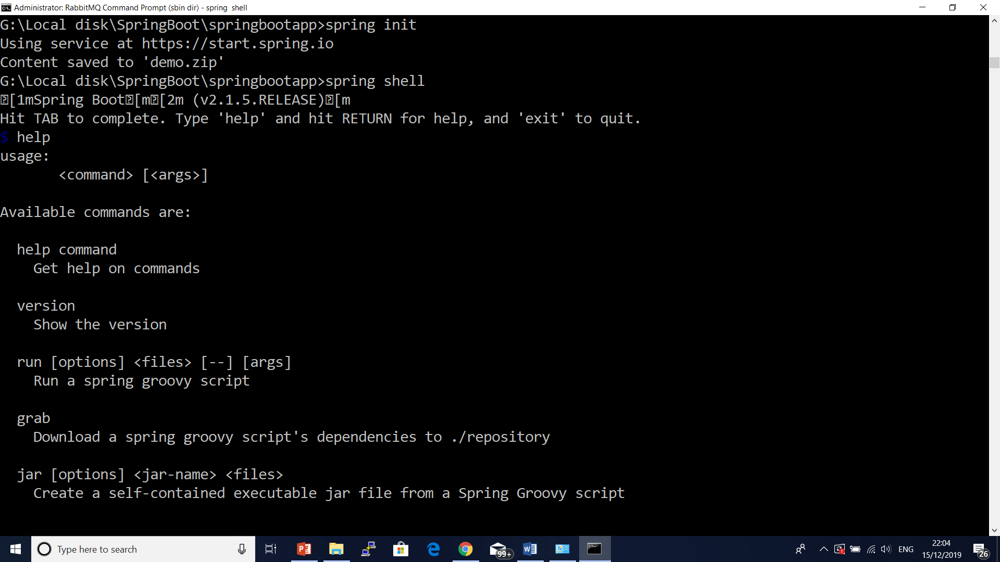 Administrator: RabbitMQ Command Prompt (sbin dir) - spring  shell
G:\Local disk\SpringBoot\springbootapp>spring init
Using service at https://start.spring.io
Content saved to 'demo.zip'
G:\Local disk\SpringBoot\springbootapp>spring shell
[1mSpring Boot[m[2m (v2.1.5.RELEASE)[m
Hit TAB to complete. Type 'help' and hit RETURN for help, and 'exit' to quit.
$ help
usage:
<command> [<args>]
Available commands are:
help command
Get help on commands
version
Show the version
run [options] <files> [--] [args]
Run a spring groovy script
grab
Download a spring groovy script's dependencies to ./repository
jar [options] <jar-name> <files>
Create a self-contained executable jar file from a Spring Groovy script
Type here to search
99+
ENG
22:04
15/12/2019
26